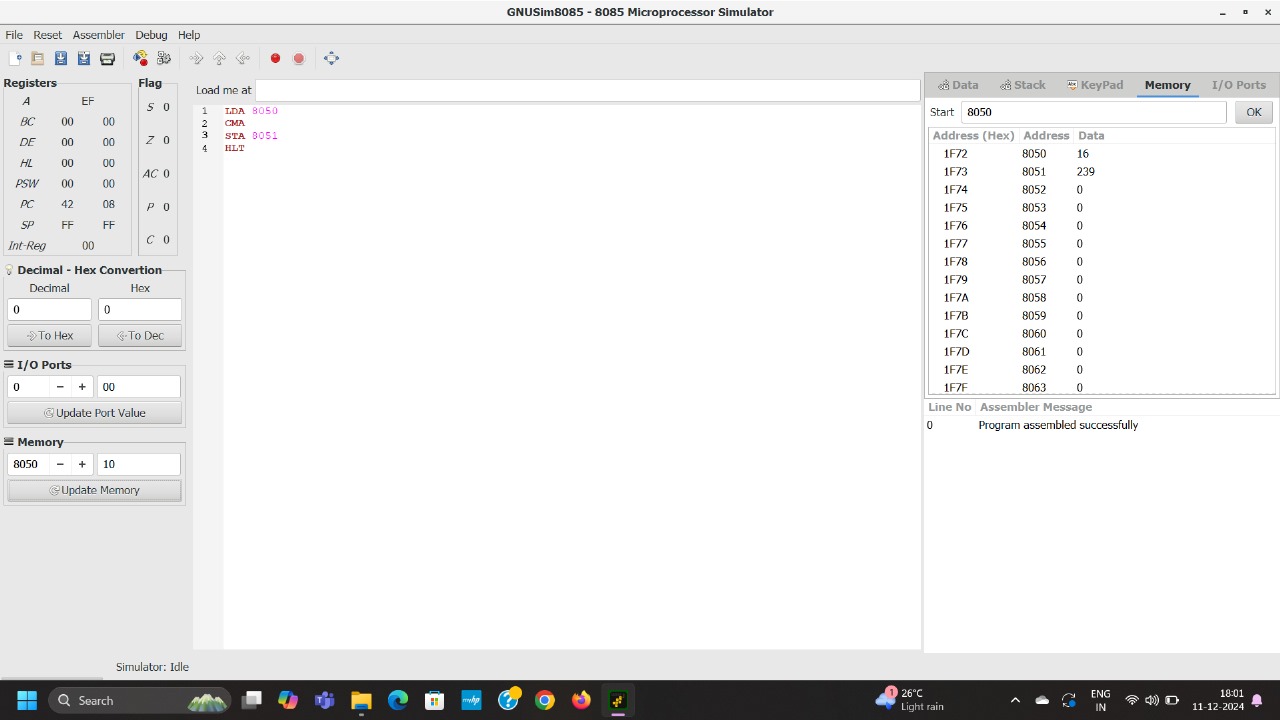 GNUSim8085 - 8085 Microprocessor Simulator
File Reset Assembler Debug Help
Registers
A EF
BC 00 00
DE 00 00
HL 00 00
PSW 00 00
PC 42 08
SP FF FF
Int-Reg 00
Flag
S 0
Z 0
AC 0
P 0
C 0
Decimal - Hex Convertion
Decimal Hex
0 0
To Hex To Dec
I/O Ports
0 − + 00
Update Port Value
Memory
8050 − + 10
Update Memory
Load me at
1 LDA 8050
2 CMA
3 STA 8051
4 HLT
Data Stack KeyPad Memory I/O Ports
Start 8050 OK
Address (Hex) Address Data
1F72 8050 16
1F73 8051 239
1F74 8052 0
1F75 8053 0
1F76 8054 0
1F77 8055 0
1F78 8056 0
1F79 8057 0
1F7A 8058 0
1F7B 8059 0
1F7C 8060 0
1F7D 8061 0
1F7E 8062 0
1F7F 8063 0
Line No Assembler Message
0 Program assembled successfully
Simulator: Idle
Search
myhp
1
26°C
Light rain
ENG
IN
18:01
11-12-2024